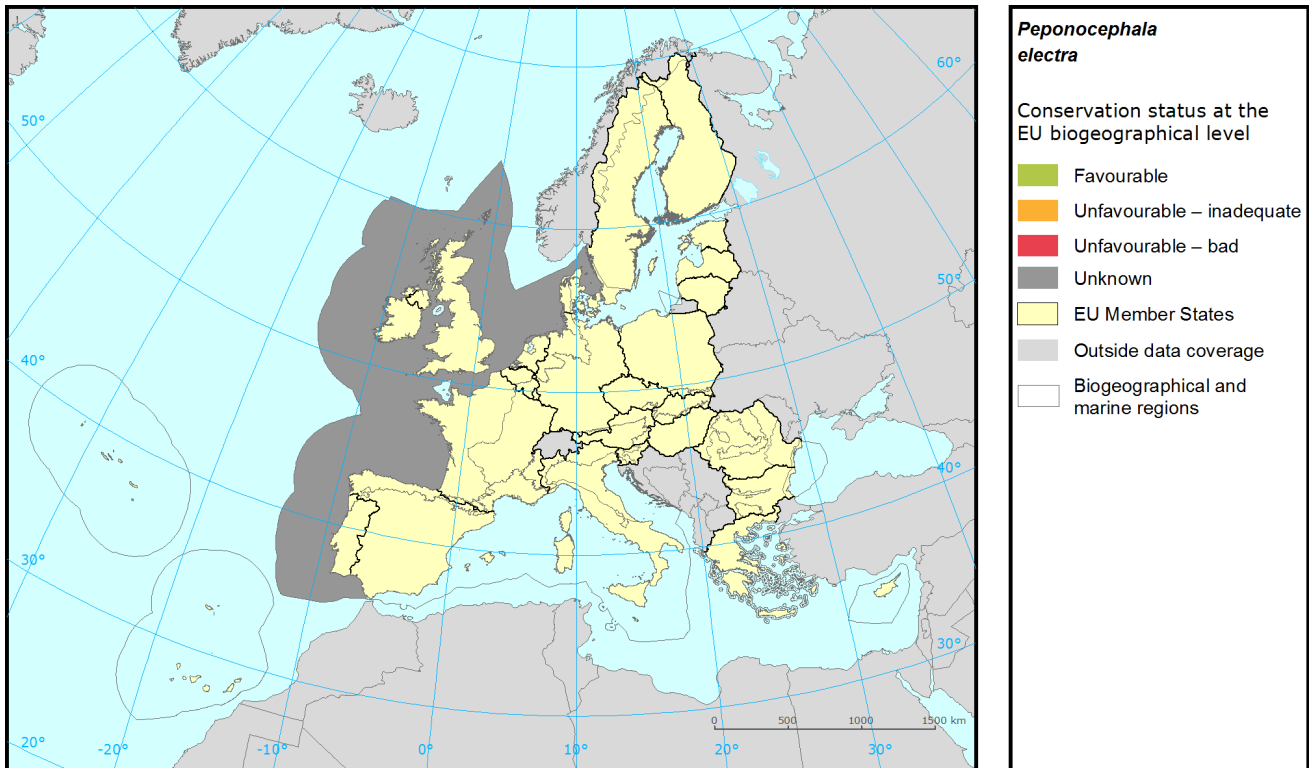 Peponocephala
electra
Conservation status at the
EU biogeographical level
Favourable
Unfavourable – inadequate
Unfavourable – bad
Unknown
EU Member States
Outside data coverage
Biogeographical and
marine regions
60°
50°
50°
40°
40°
30°
30°
0 500 1000 1500 km
20° -20° -10° 0° 10° 20° 30°